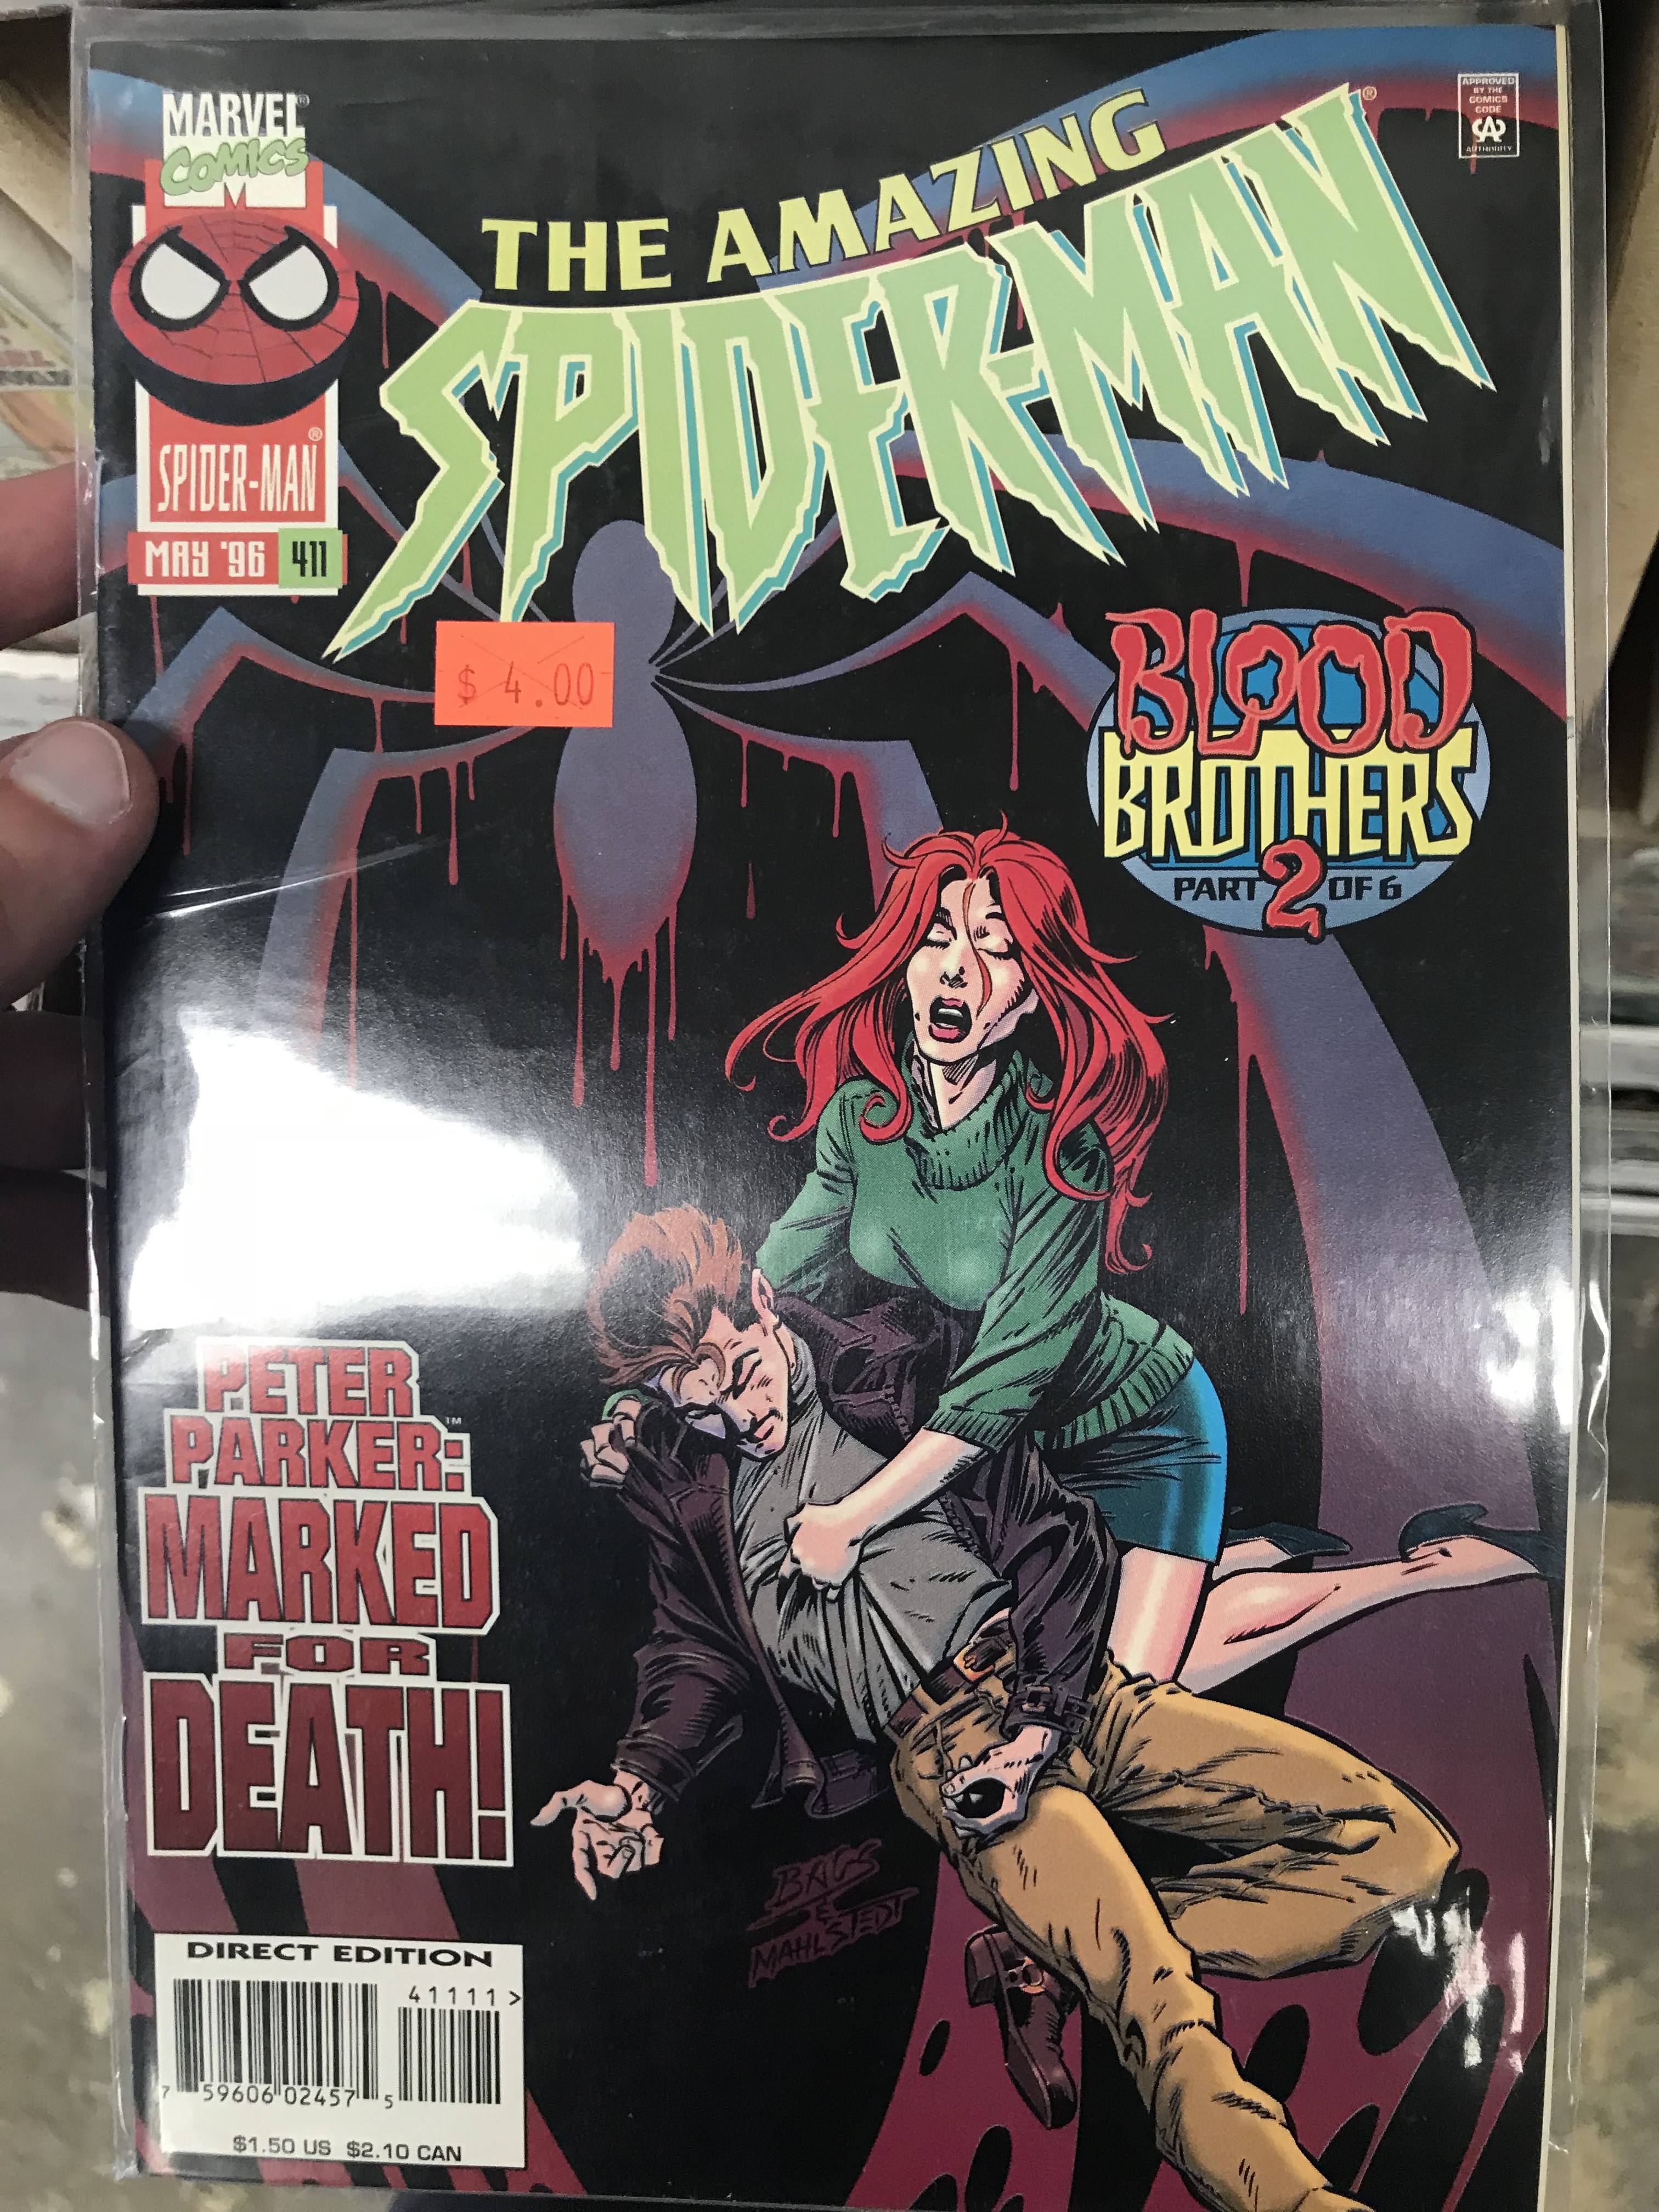 MARVEL®
COMICS
M
SPIDER-MAN®
MAY '96 411
APPROVED
BY THE
COMICS
CODE
CA
AUTHORITY
THE AMAZING
SPIDER-MAN®
$ 4.00
BLOOD
BROTHERS
PART 2 OF 6
PETER
PARKER:™
MARKED
FOR
DEATH!
BAGS
&
MAHLSTEDT
DIRECT EDITION
41111>
7 59606 02457 5
$1.50 US $2.10 CAN